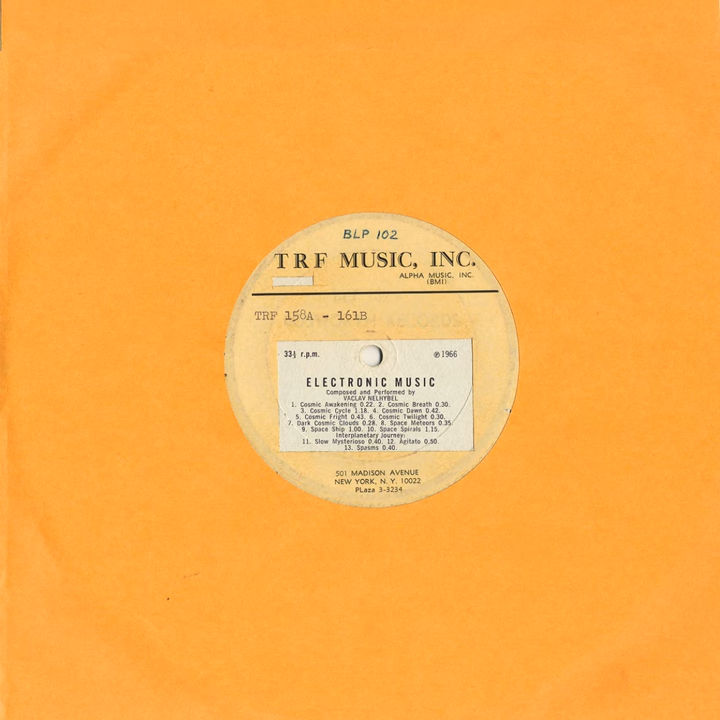 BLP 102
TRF MUSIC, INC.
ALPHA MUSIC, INC.
(BMI)
TRF 158A - 161B
33⅓ r.p.m. ℗1966
ELECTRONIC MUSIC
Composed and Performed by
VACLAV NELHYBEL
1. Cosmic Awakening 0.22. 2. Cosmic Breath 0.30.
3. Cosmic Cycle 1.18. 4. Cosmic Dawn 0.42.
5. Cosmic Fright 0.43. 6. Cosmic Twilight 0.30.
7. Dark Cosmic Clouds 0.28. 8. Space Meteors 0.35.
9. Space Ship 1.00. 10. Space Spirals 1.15.
Interplanetary Journey:
11. Slow Mysterioso 0.40. 12. Agitato 0.50.
13. Spasms 0.40.
501 MADISON AVENUE
NEW YORK, N. Y. 10022
PLaza 3-3234